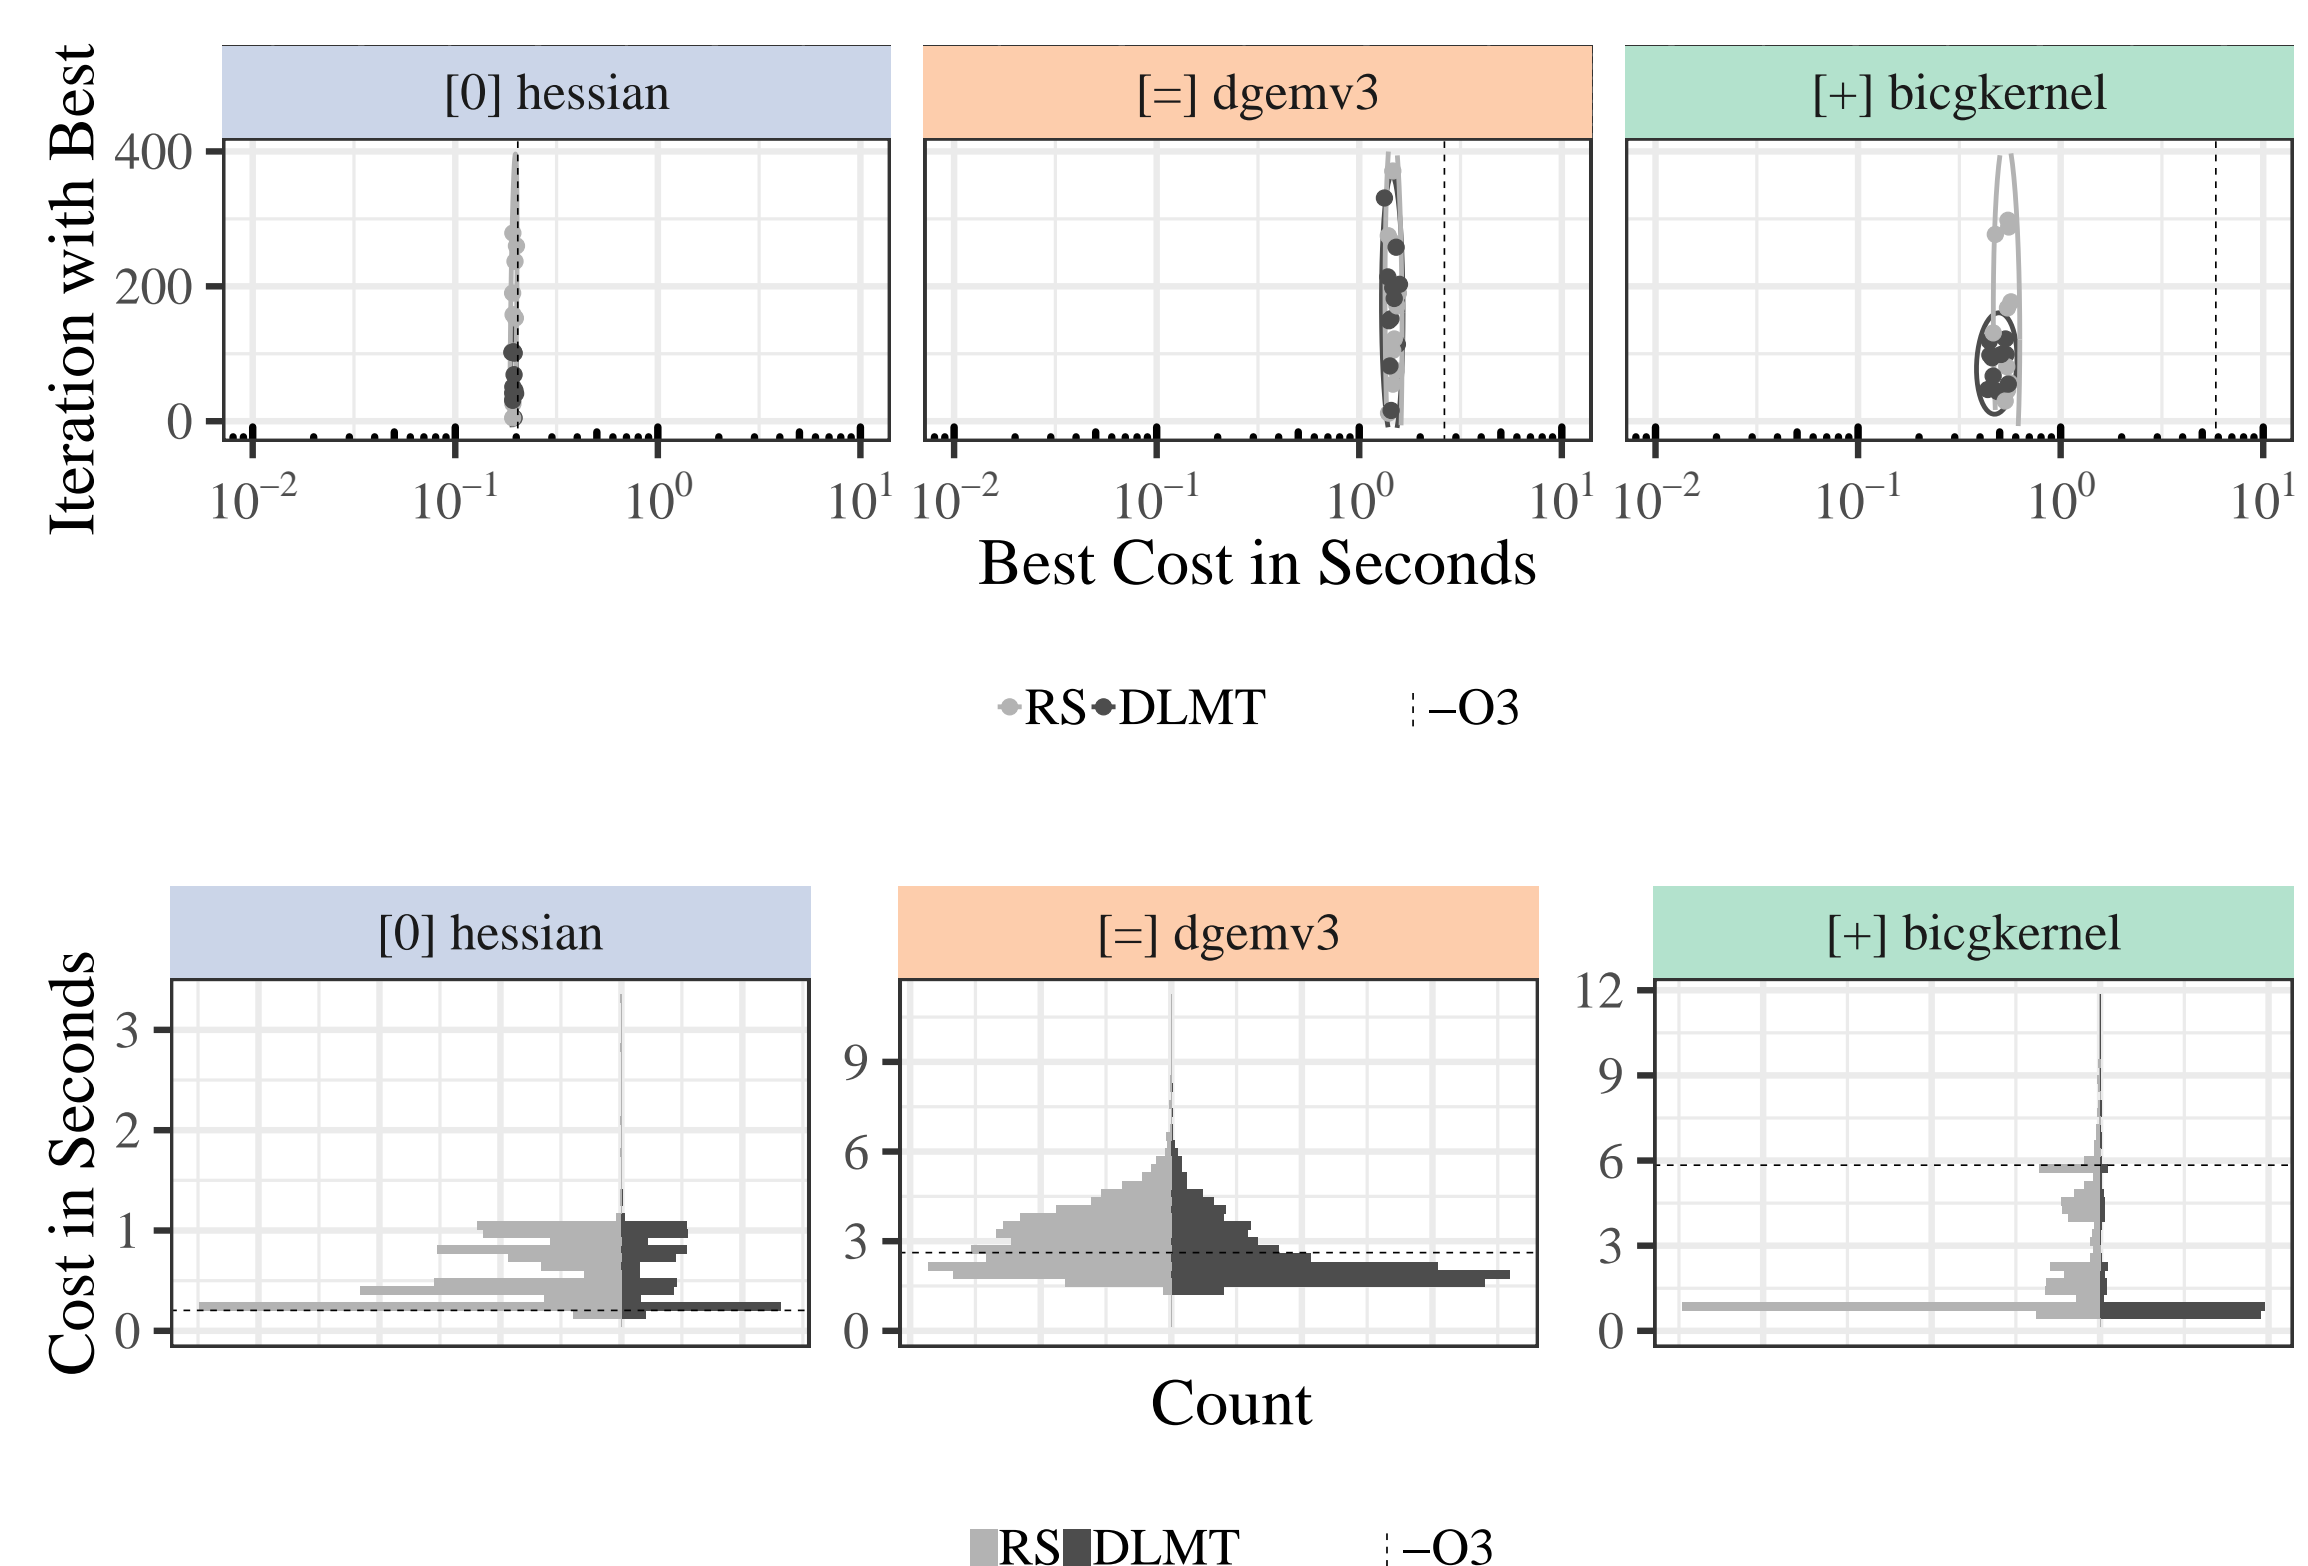 [0] hessian [=] dgemv3 [+] bicgkernel
Iteration with Best
400
200
0
10⁻² 10⁻¹ 10⁰ 10¹ 10⁻² 10⁻¹ 10⁰ 10¹ 10⁻² 10⁻¹ 10⁰ 10¹
Best Cost in Seconds
RS DLMT −O3
[0] hessian [=] dgemv3 [+] bicgkernel
Cost in Seconds
3
2
1
0
9
6
3
0
12
9
6
3
0
Count
RS DLMT −O3